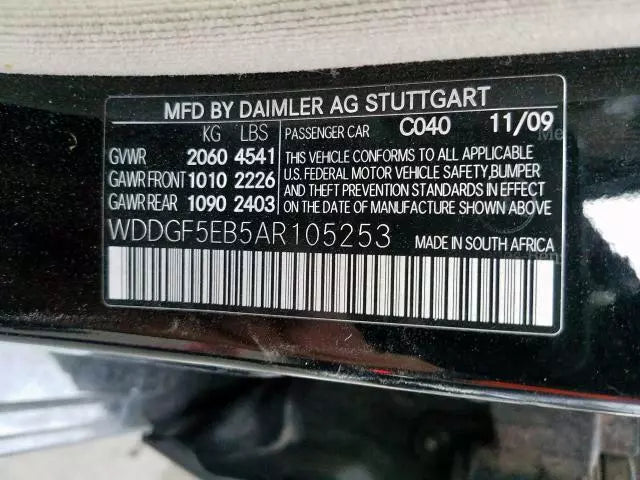 MFD BY DAIMLER AG STUTTGART
KG LBS PASSENGER CAR C040 11/09
GVWR 2060 4541
GAWR FRONT 1010 2226
GAWR REAR 1090 2403
THIS VEHICLE CONFORMS TO ALL APPLICABLE
U.S. FEDERAL MOTOR VEHICLE SAFETY,BUMPER
AND THEFT PREVENTION STANDARDS IN EFFECT
ON THE DATE OF MANUFACTURE SHOWN ABOVE.
WDDGF5EB5AR105253 MADE IN SOUTH AFRICA